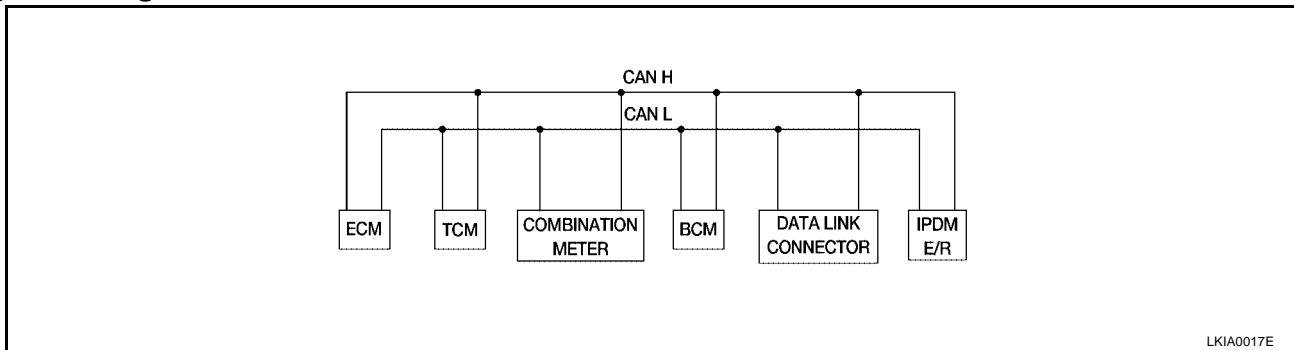 CAN H
CAN L
ECM
TCM
COMBINATION
METER
BCM
DATA LINK
CONNECTOR
IPDM
E/R
LKIA0017E